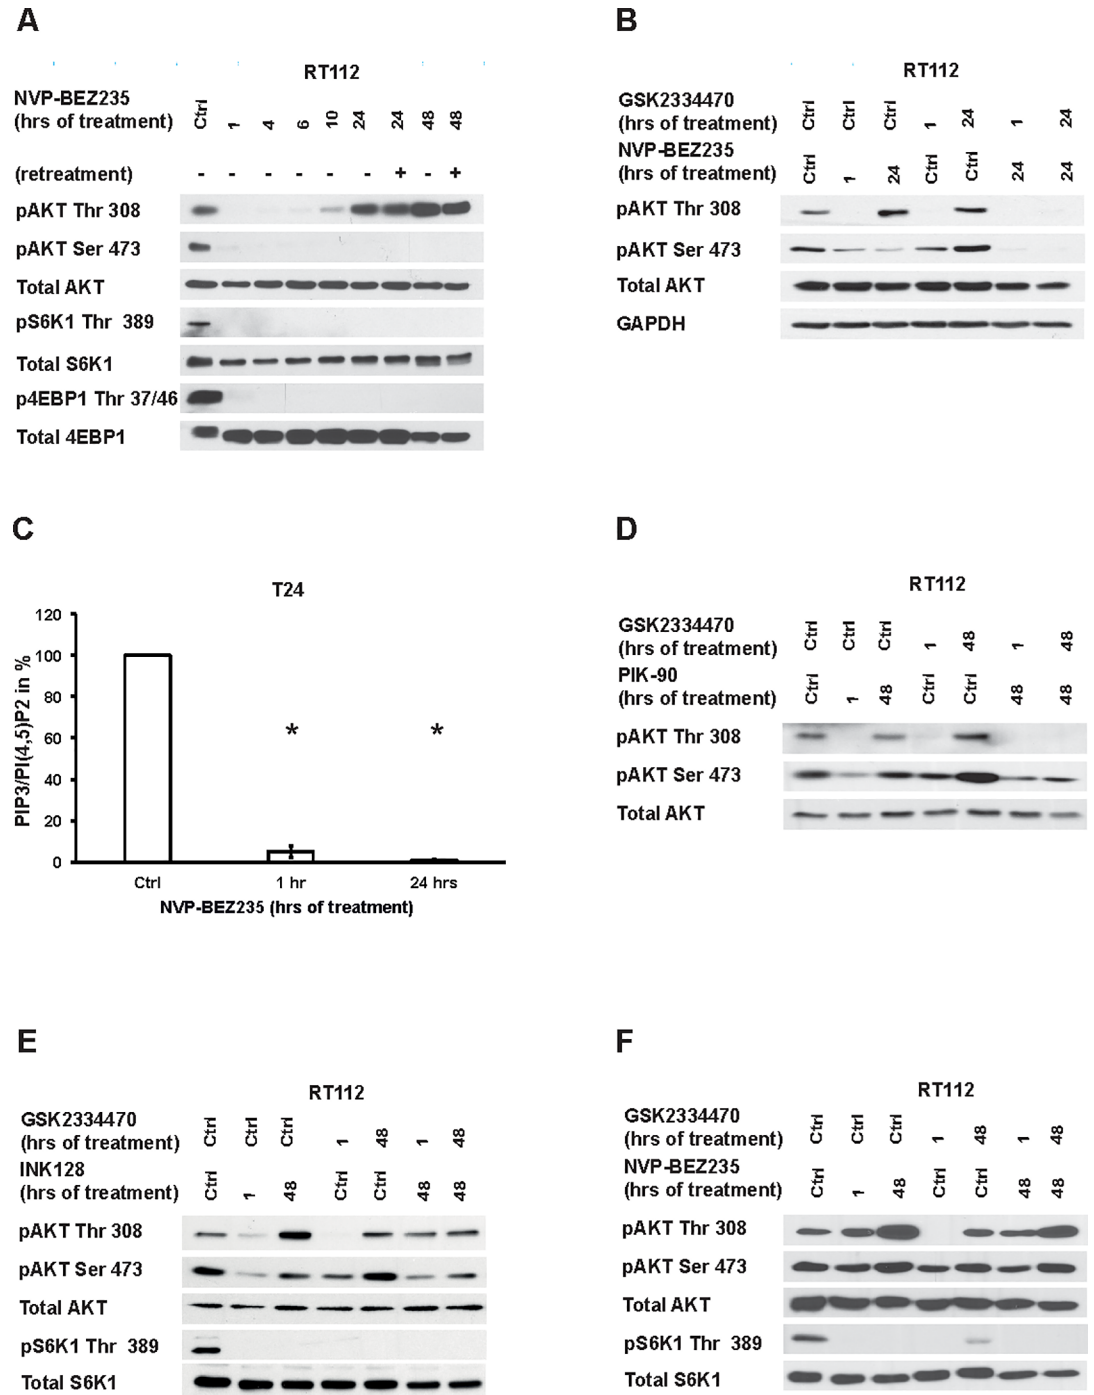 A
RT112
NVP-BEZ235
(hrs of treatment) Ctrl 1 4 6 10 24 24 48 48
(retreatment) - - - - - - + - +
pAKT Thr 308
pAKT Ser 473
Total AKT
pS6K1 Thr 389
Total S6K1
p4EBP1 Thr 37/46
Total 4EBP1
B
RT112
GSK2334470
(hrs of treatment) Ctrl Ctrl Ctrl 1 24 1 24
NVP-BEZ235
(hrs of treatment) Ctrl 1 24 Ctrl Ctrl 24 24
pAKT Thr 308
pAKT Ser 473
Total AKT
GAPDH
C
T24
PIP3/PI(4,5)P2 in %
120
100
80
60
40
20
0
* *
Ctrl 1 hr 24 hrs
NVP-BEZ235 (hrs of treatment)
D
RT112
GSK2334470
(hrs of treatment) Ctrl Ctrl Ctrl 1 48 1 48
PIK-90
(hrs of treatment) Ctrl 1 48 Ctrl Ctrl 48 48
pAKT Thr 308
pAKT Ser 473
Total AKT
E
RT112
GSK2334470
(hrs of treatment) Ctrl Ctrl Ctrl 1 48 1 48
INK128
(hrs of treatment) Ctrl 1 48 Ctrl Ctrl 48 48
pAKT Thr 308
pAKT Ser 473
Total AKT
pS6K1 Thr 389
Total S6K1
F
RT112
GSK2334470
(hrs of treatment) Ctrl Ctrl Ctrl 1 48 1 48
NVP-BEZ235
(hrs of treatment) Ctrl 1 48 Ctrl Ctrl 48 48
pAKT Thr 308
pAKT Ser 473
Total AKT
pS6K1 Thr 389
Total S6K1